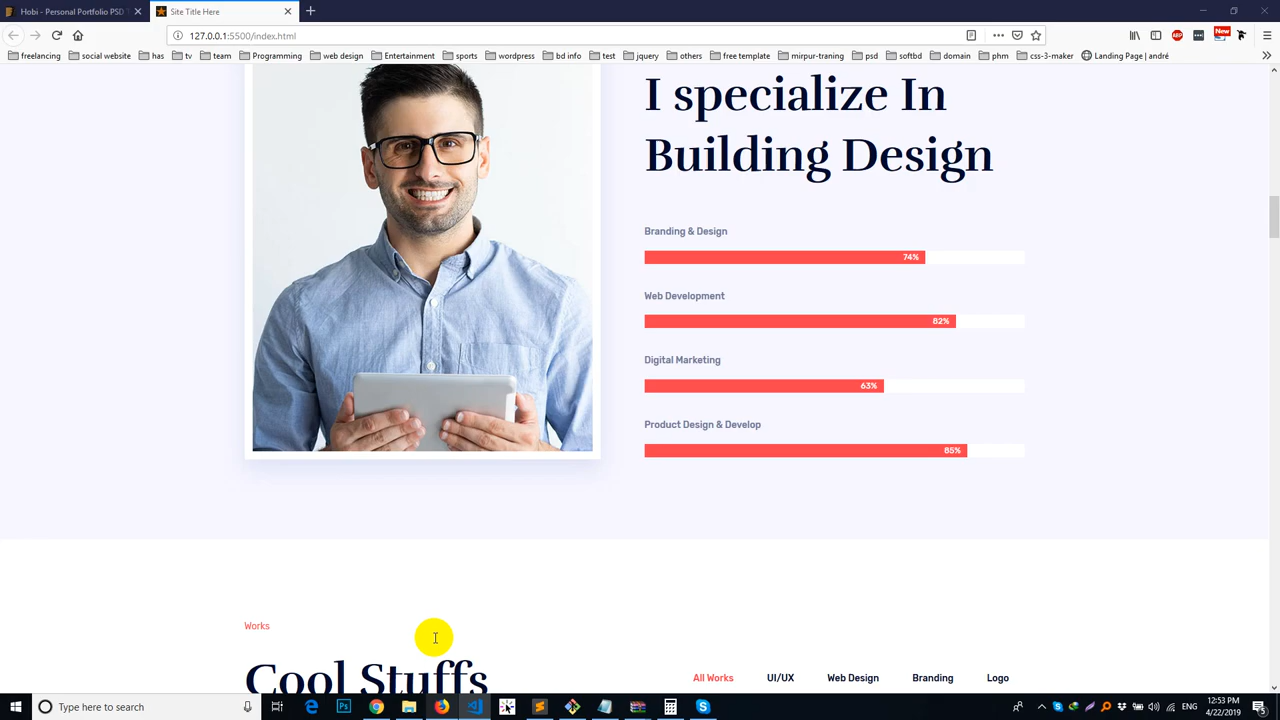 Hobi - Personal Portfolio PSD T
Site Title Here
127.0.0.1:5500/index.html
New
ABP
freelancing
social website
has
tv
team
Programming
web design
Entertainment
sports
wordpress
bd info
test
jquery
others
free template
mirpur-traning
psd
softbd
domain
phm
css-3-maker
Landing Page | andré
I specialize In
Building Design
Branding & Design
74%
Web Development
82%
Digital Marketing
63%
Product Design & Develop
85%
Works
Cool Stuffs
All Works
UI/UX
Web Design
Branding
Logo
Type here to search
Ps
ENG
12:53 PM
4/22/2019
5